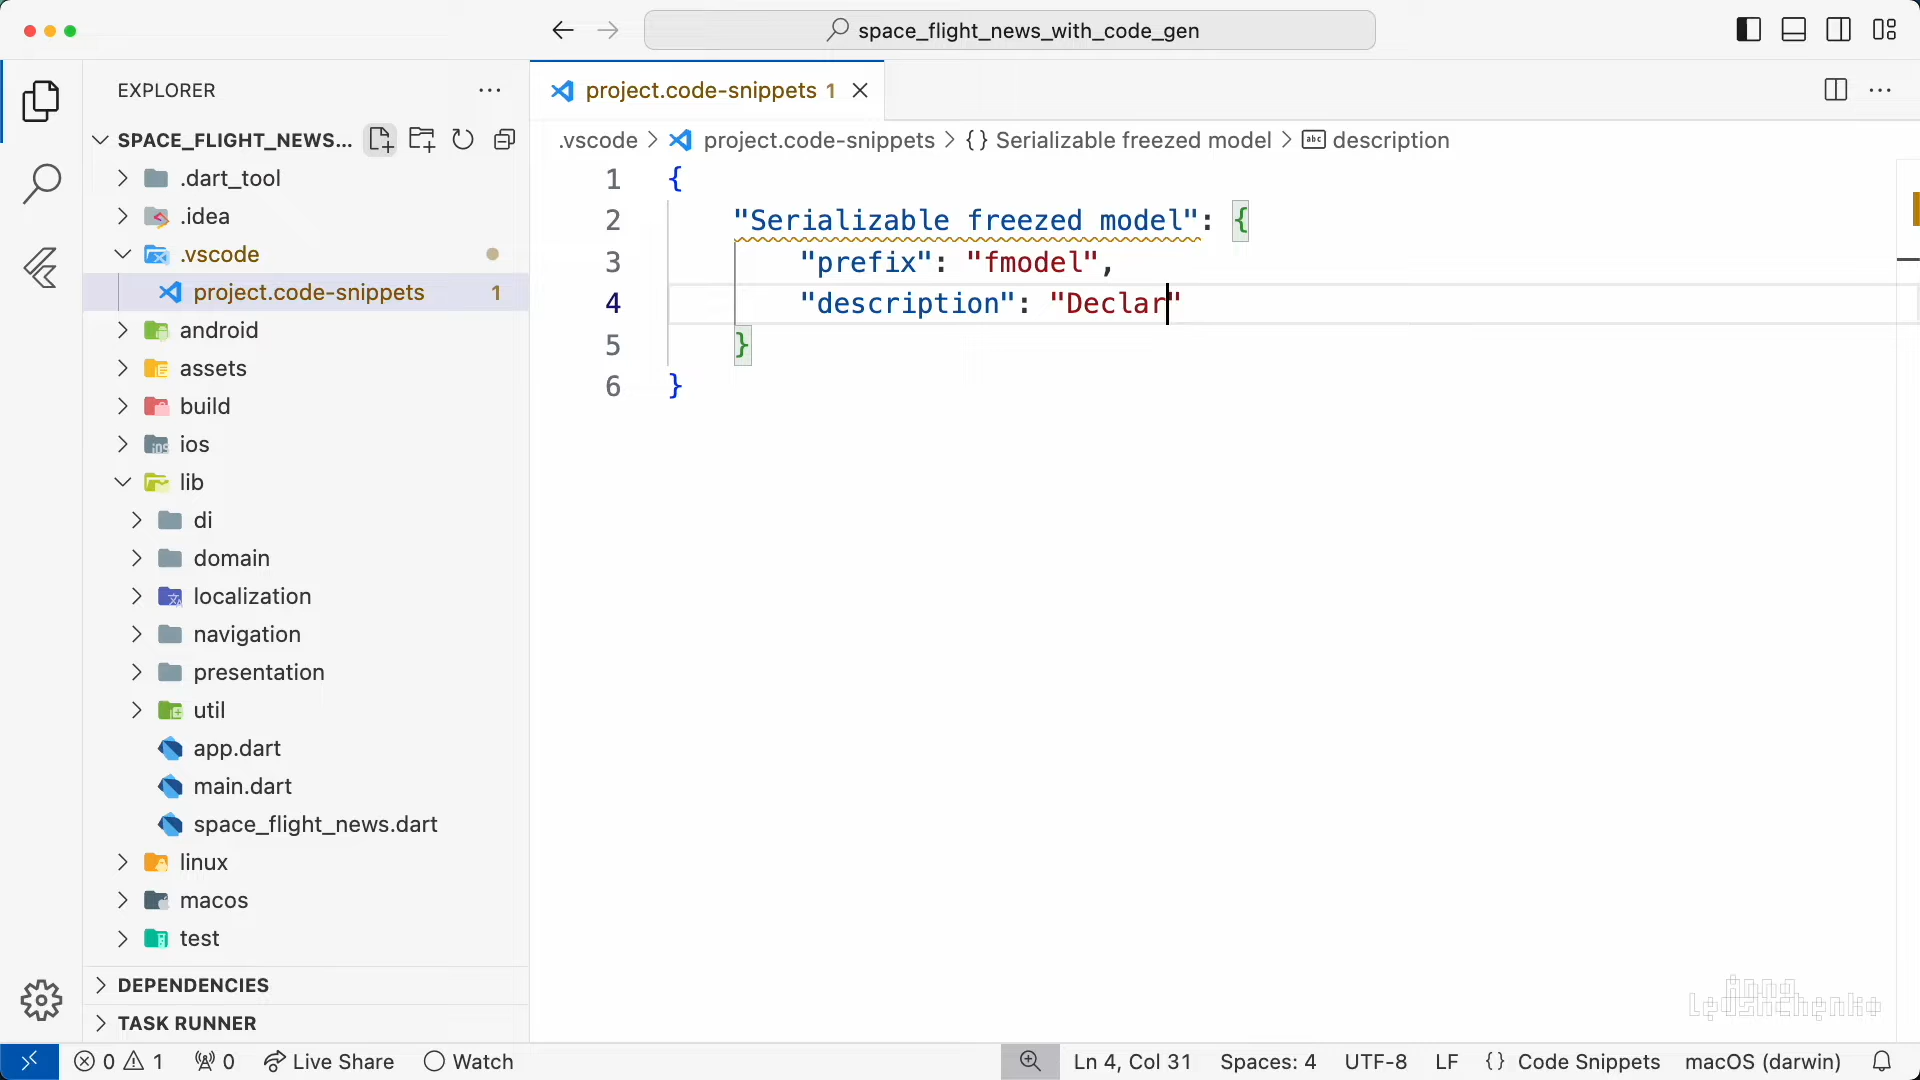 space_flight_news_with_code_gen
EXPLORER
project.code-snippets 1
SPACE_FLIGHT_NEWS...
.vscode > project.code-snippets > {} Serializable freezed model > abc description
.dart_tool
.idea
.vscode
project.code-snippets 1
android
assets
build
ios
lib
di
domain
localization
navigation
presentation
util
app.dart
main.dart
space_flight_news.dart
linux
macos
test
DEPENDENCIES
TASK RUNNER
1 {
2 "Serializable freezed model": {
3 "prefix": "fmodel",
4 "description": "Declar"
5 }
6 }
Anna
Leushchenko
0 1 0 Live Share Watch Ln 4, Col 31 Spaces: 4 UTF-8 LF {} Code Snippets macOS (darwin)